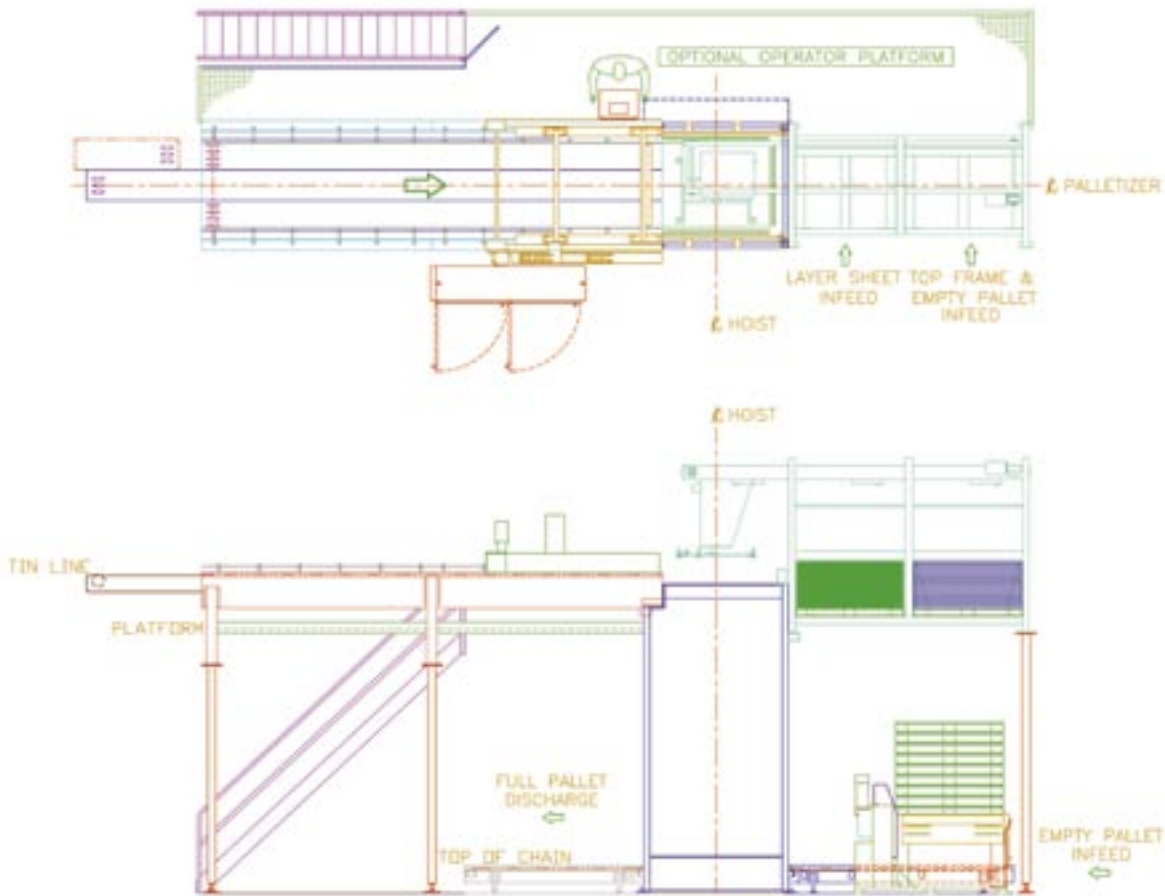 OPTIONAL OPERATOR PLATFORM
℄ PALLETIZER
LAYER SHEET
INFEED
TOP FRAME &
EMPTY PALLET
INFEED
℄ HOIST
℄ HOIST
TIN LINE
PLATFORM
FULL PALLET
DISCHARGE
TOP OF CHAIN
EMPTY PALLET
INFEED